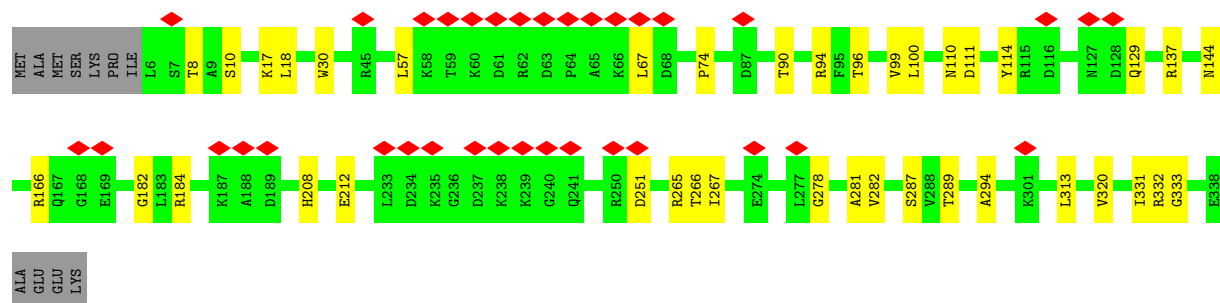 MET ALA MET SER LYS PRO ILE L6 S7 T8 A9 S10 K17 L18 W30 R45 L57 K58 T59 K60 D61 R62 D63 P64 A65 K66 L67 D68 P74 D87 T90 R94 F95 T96 V99 L100 N110 D111 Y114 R115 D116 N127 D128 Q129 R137 N144
R166 Q167 G168 E169 G182 L183 R184 K187 A188 D189 H208 E212 L233 D234 K235 G236 D237 K238 K239 G240 Q241 R250 D251 R265 T266 I267 E274 L277 G278 A281 V282 S287 V288 T289 A294 K301 L313 V320 I331 R332 G333 E338
ALA GLU GLU LYS